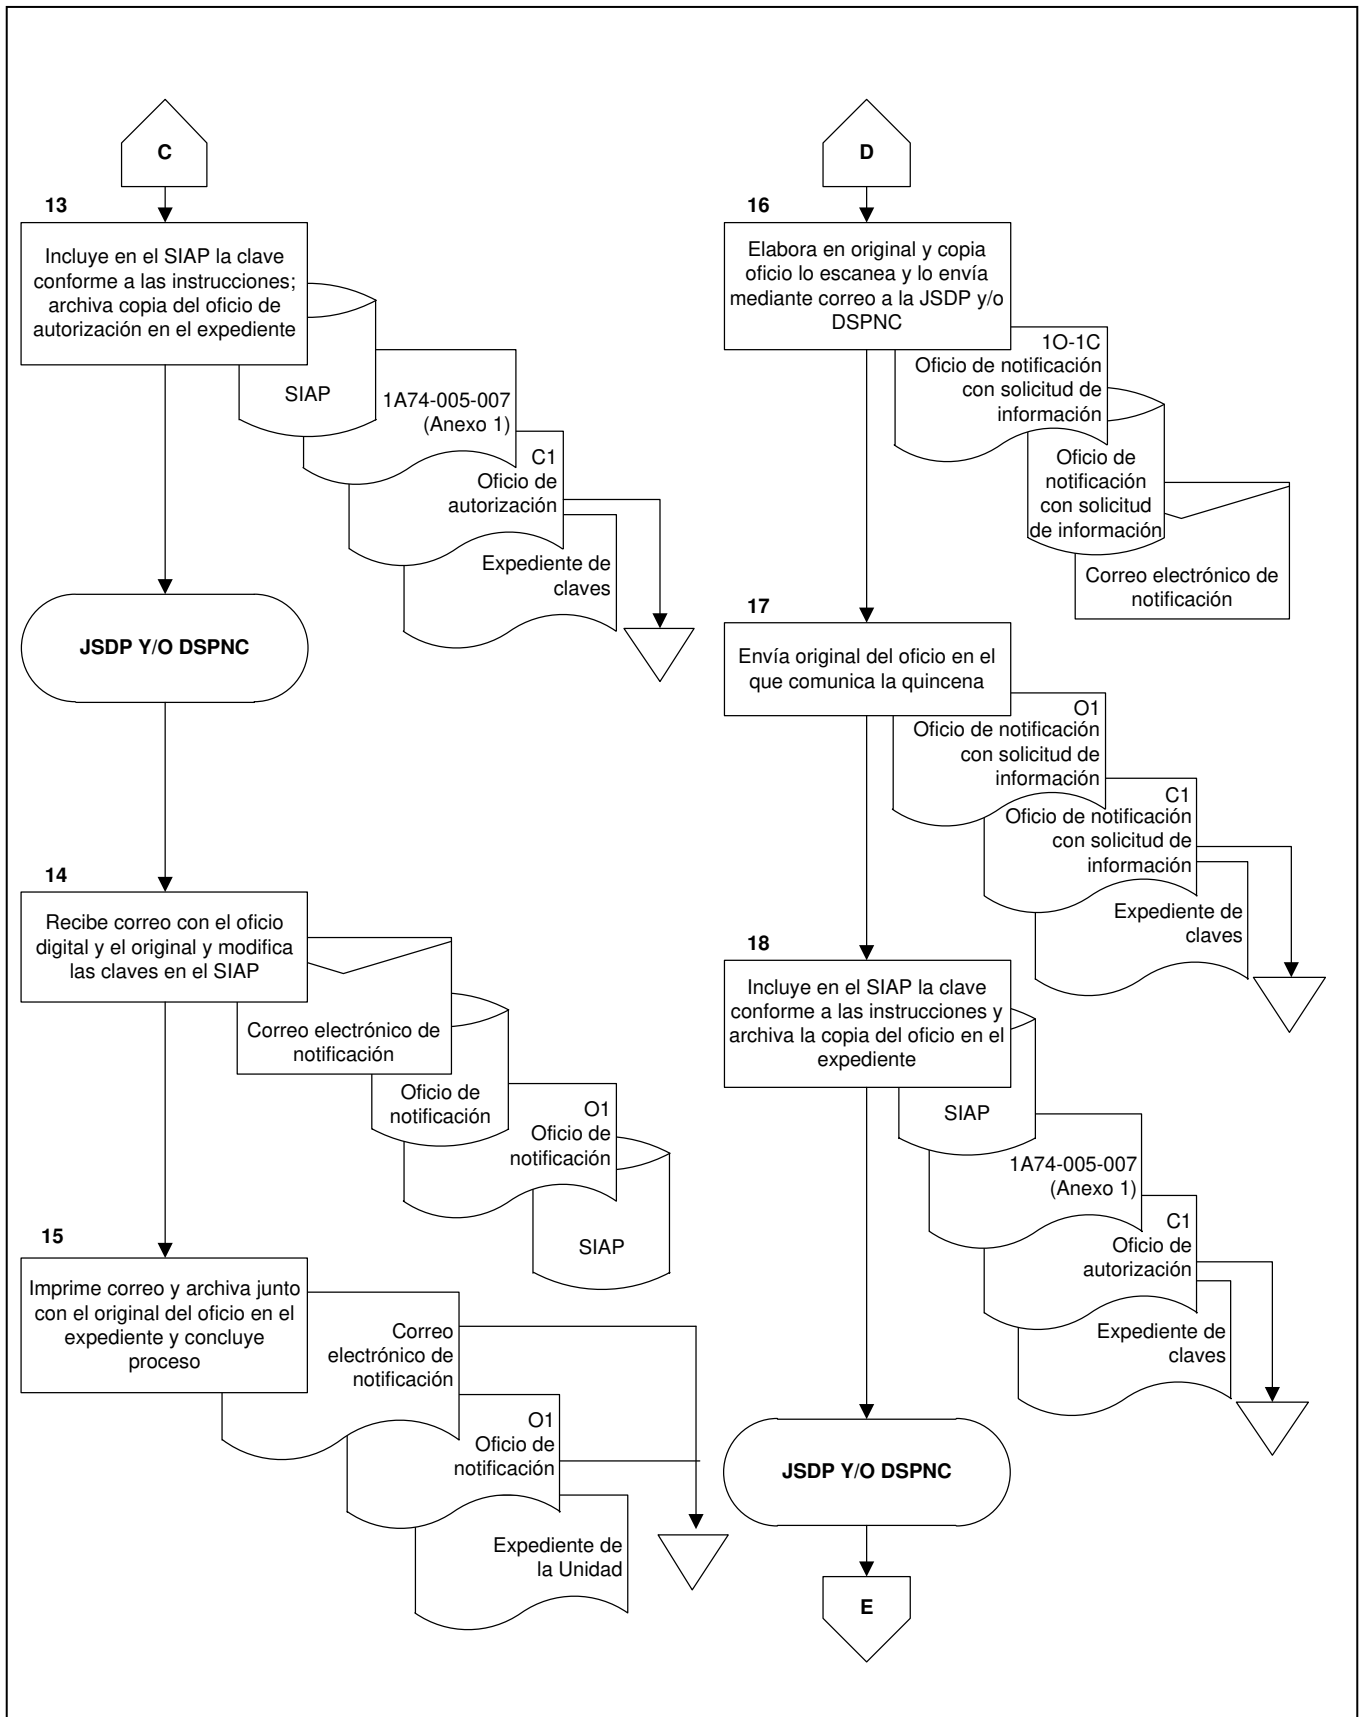 C
13
Incluye en el SIAP la clave
conforme a las instrucciones;
archiva copia del oficio de
autorización en el expediente
SIAP
1A74-005-007
(Anexo 1)
C1
Oficio de
autorización
Expediente de
claves
JSDP Y/O DSPNC
14
Recibe correo con el oficio
digital y el original y modifica
las claves en el SIAP
Correo electrónico de
notificación
Oficio de
notificación
O1
Oficio de
notificación
SIAP
15
Imprime correo y archiva junto
con el original del oficio en el
expediente y concluye
proceso
Correo
electrónico de
notificación
O1
Oficio de
notificación
Expediente de
la Unidad
D
16
Elabora en original y copia
oficio lo escanea y lo envía
mediante correo a la JSDP y/o
DSPNC
1O-1C
Oficio de notificación
con solicitud de
información
Oficio de
notificación
con solicitud
de información
Correo electrónico de
notificación
17
Envía original del oficio en el
que comunica la quincena
O1
Oficio de notificación
con solicitud de
información
C1
Oficio de notificación
con solicitud de
información
Expediente de
claves
18
Incluye en el SIAP la clave
conforme a las instrucciones y
archiva la copia del oficio en el
expediente
SIAP
1A74-005-007
(Anexo 1)
C1
Oficio de
autorización
Expediente de
claves
JSDP Y/O DSPNC
E